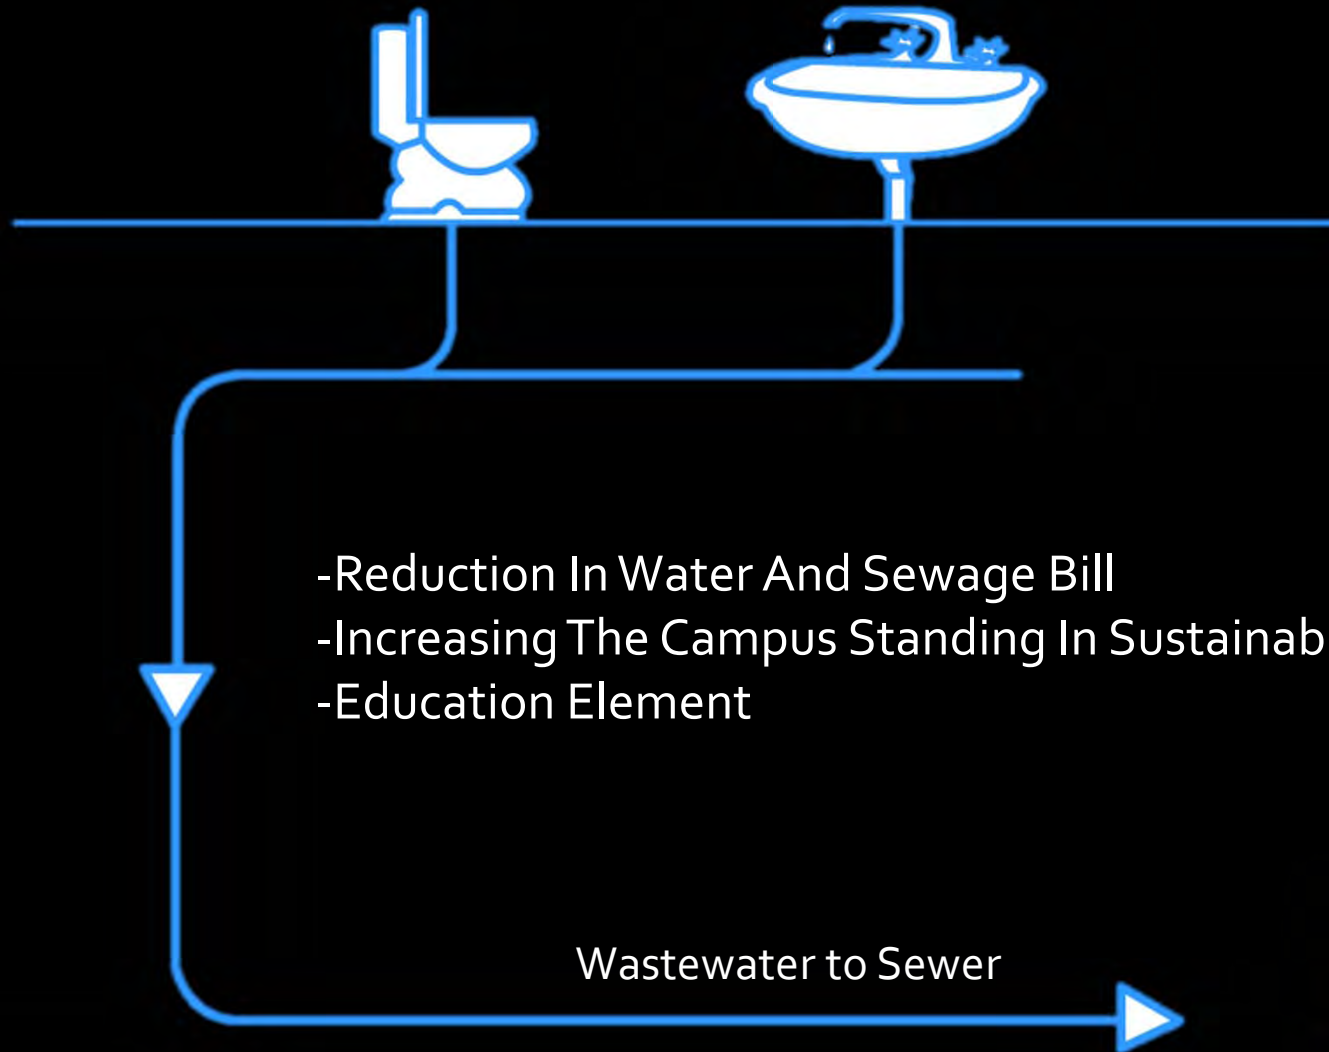 -Reduction In Water And Sewage Bill
-Increasing The Campus Standing In Sustainab
-Education Element
Wastewater to Sewer